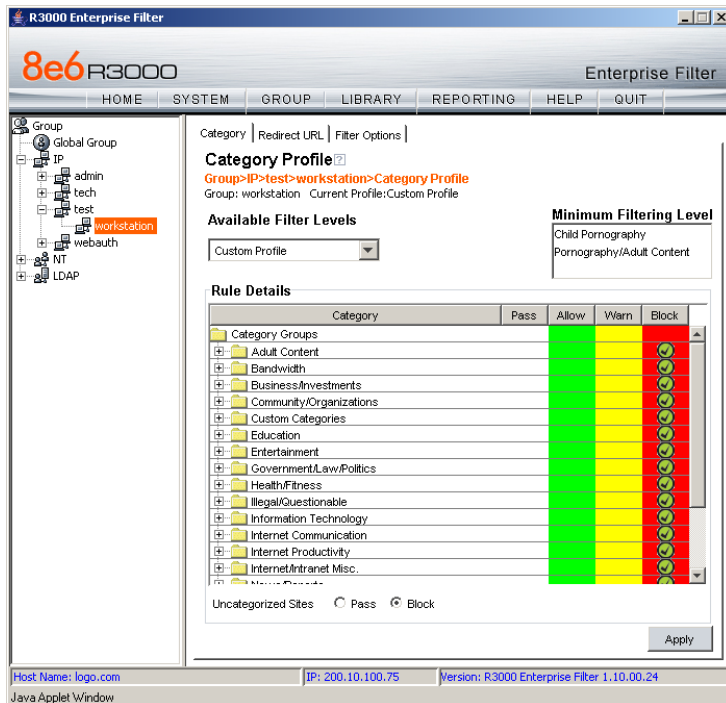 R3000 Enterprise Filter
8e6 R3000
Enterprise Filter
HOME SYSTEM GROUP LIBRARY REPORTING HELP QUIT
Group
Global Group
IP
admin
tech
test
workstation
webauth
NT
LDAP
Category Redirect URL Filter Options
Category Profile ?
Group>IP>test>workstation>Category Profile
Group: workstation Current Profile:Custom Profile
Available Filter Levels
Custom Profile
Minimum Filtering Level
Child Pornography
Pornography/Adult Content
Rule Details
Category Pass Allow Warn Block
Category Groups
Adult Content
Bandwidth
Business/Investments
Community/Organizations
Custom Categories
Education
Entertainment
Government/Law/Politics
Health/Fitness
Illegal/Questionable
Information Technology
Internet Communication
Internet Productivity
Internet/Intranet Misc.
Uncategorized Sites Pass Block
Apply
Host Name: logo.com IP: 200.10.100.75 Version: R3000 Enterprise Filter 1.10.00.24
Java Applet Window